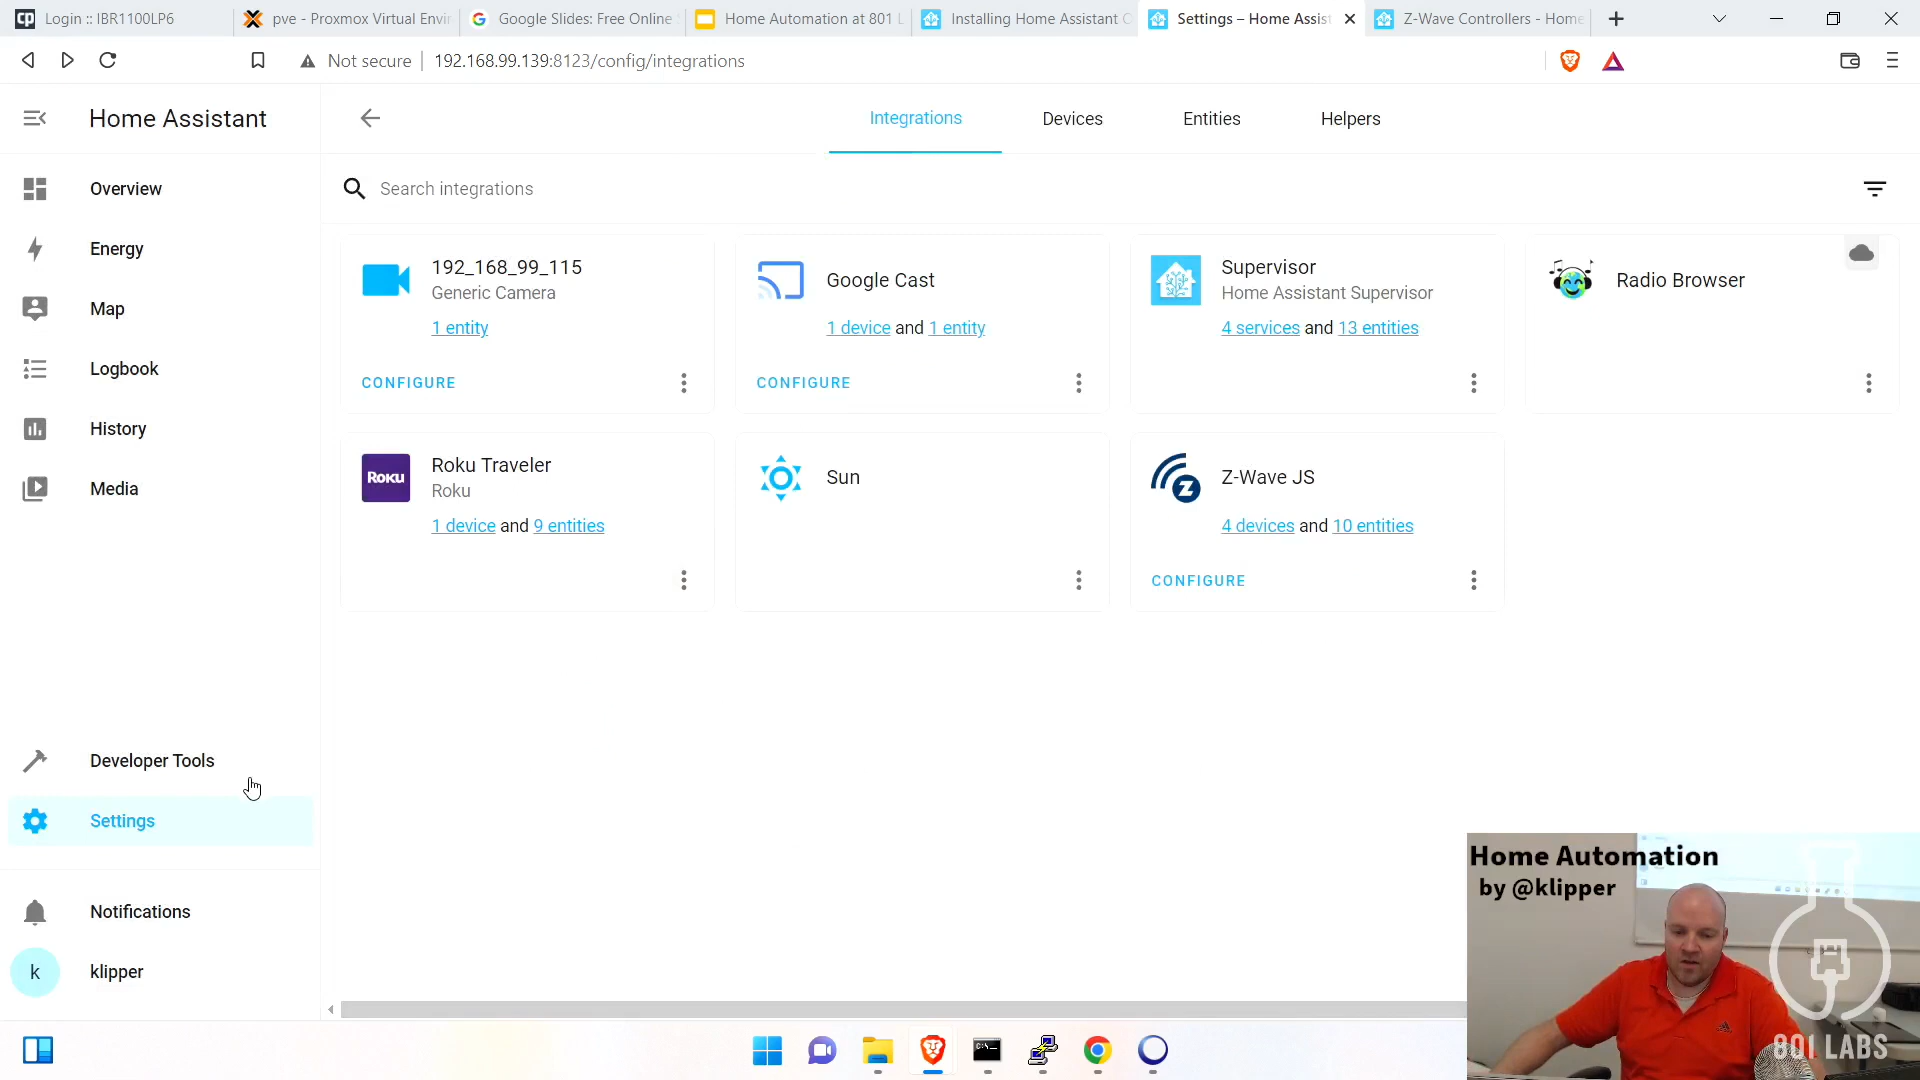 cp Login :: IBR1100LP6
pve - Proxmox Virtual Envir
Google Slides: Free Online
Home Automation at 801 L
Installing Home Assistant O
Settings – Home Assist
Z-Wave Controllers - Home
Not secure
192.168.99.139:8123/config/integrations
Home Assistant
Integrations
Devices
Entities
Helpers
Search integrations
Overview
Energy
Map
Logbook
History
Media
Developer Tools
Settings
Notifications
k klipper
192_168_99_115
Generic Camera
1 entity
CONFIGURE
Google Cast
1 device and 1 entity
CONFIGURE
Supervisor
Home Assistant Supervisor
4 services and 13 entities
Radio Browser
Roku
Roku Traveler
Roku
1 device and 9 entities
Sun
Z
Z-Wave JS
4 devices and 10 entities
CONFIGURE
Home Automation
by @klipper
801 LABS